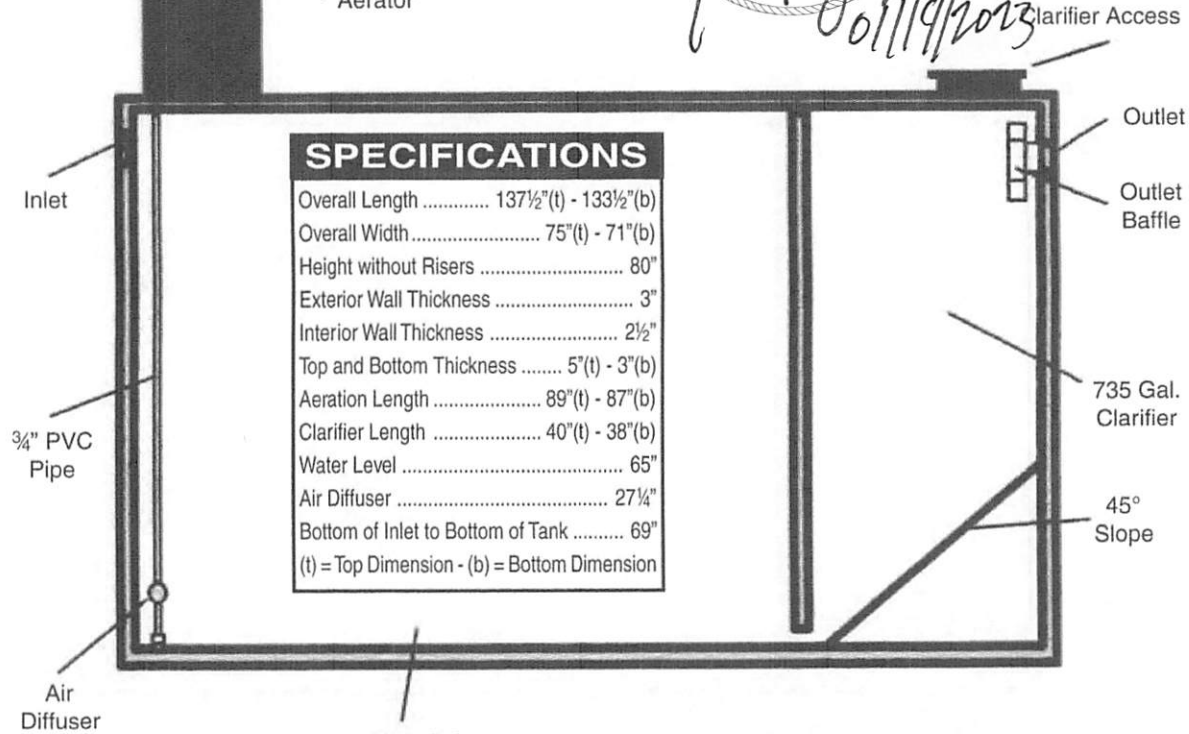 Aerator
01/19/2023
Clarifier Access
Outlet
Inlet
Outlet
Baffle
SPECIFICATIONS
Overall Length ............. 137½”(t) - 133½”(b)
Overall Width ......................... 75”(t) - 71”(b)
Height without Risers ........................... 80”
Exterior Wall Thickness .......................... 3”
Interior Wall Thickness ........................ 2½”
Top and Bottom Thickness ........ 5”(t) - 3”(b)
Aeration Length ..................... 89”(t) - 87”(b)
Clarifier Length ..................... 40”(t) - 38”(b)
Water Level .......................................... 65”
Air Diffuser ........................................ 27¼”
Bottom of Inlet to Bottom of Tank .......... 69”
(t) = Top Dimension - (b) = Bottom Dimension
¾” PVC
Pipe
735 Gal.
Clarifier
45°
Slope
Air
Diffuser